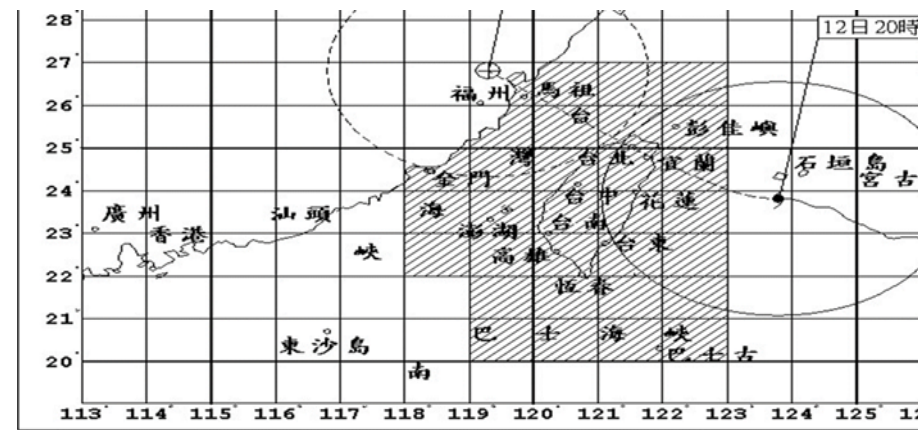 28°
12日20時
27°
福州 馬祖
26°
台
彭佳嶼
25°
灣 台北 宜蘭 石垣島
金門 宮古
24°
台中 花蓮
廣州 汕頭 海
香港 澎湖 台南
23°
台東
峽 高雄
22°
恆春
21°
巴士海峽
東沙島
巴士古
20°
南
113° 114° 115° 116° 117° 118° 119° 120° 121° 122° 123° 124° 125°